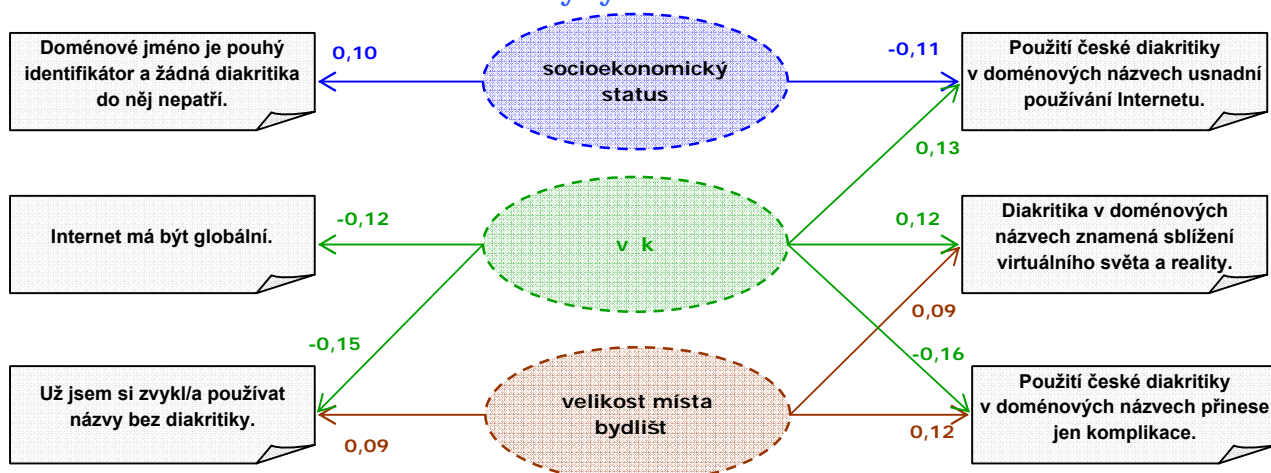 Doménové jméno je pouhý
identifikátor a žádná diakritika
do něj nepatří.
0,10
socioekonomický
status
-0,11
Použití české diakritiky
v doménových názvech usnadní
používání Internetu.
0,13
Internet má být globální.
-0,12
v k
0,12
Diakritika v doménových
názvech znamená sblížení
virtuálního světa a reality.
0,09
-0,15
-0,16
Už jsem si zvykl/a používat
názvy bez diakritiky.
0,09
velikost místa
bydlišt
0,12
Použití české diakritiky
v doménových názvech přinese
jen komplikace.